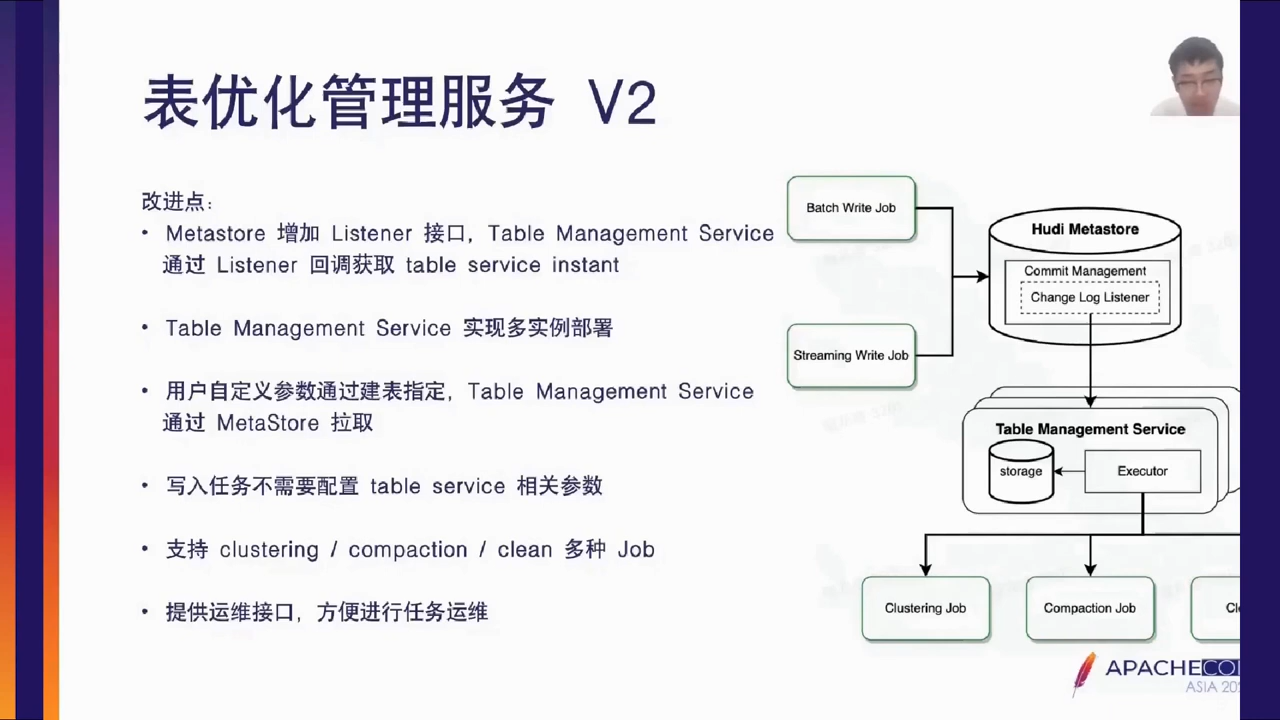 表优化管理服务 V2
改进点:
• Metastore 增加 Listener 接口, Table Management Service
通过 Listener 回调获取 table service instant
• Table Management Service 实现多实例部署
• 用户自定义参数通过建表指定, Table Management Service
通过 MetaStore 拉取
• 写入任务不需要配置 table service 相关参数
• 支持 clustering / compaction / clean 多种 Job
• 提供运维接口, 方便进行任务运维
Batch Write Job
Streaming Write Job
Hudi Metastore
Commit Management
Change Log Listener
Table Management Service
storage
Executor
Clustering Job
Compaction Job
APACHECO
ASIA